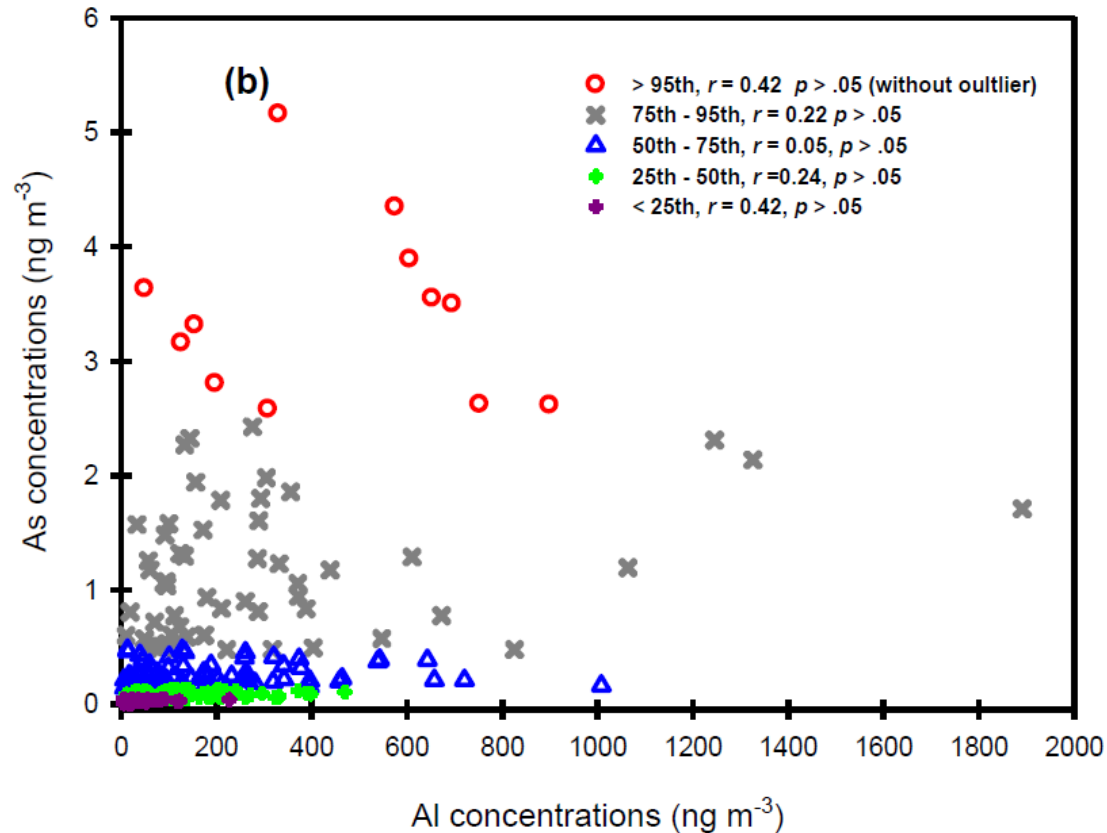 (b)
> 95th, r = 0.42 p > .05 (without oultlier)
75th - 95th, r = 0.22 p > .05
50th - 75th, r = 0.05, p > .05
25th - 50th, r =0.24, p > .05
< 25th, r = 0.42, p > .05
As concentrations (ng m⁻³)
6
5
4
3
2
1
0
0 200 400 600 800 1000 1200 1400 1600 1800 2000
Al concentrations (ng m⁻³)